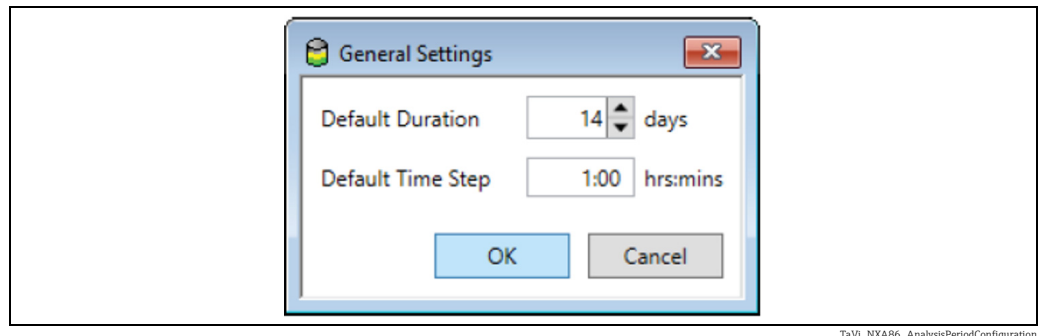 General Settings
Default Duration 14 days
Default Time Step 1:00 hrs:mins
OK Cancel
TaVi_NXA86_AnalysisPeriodConfiguration